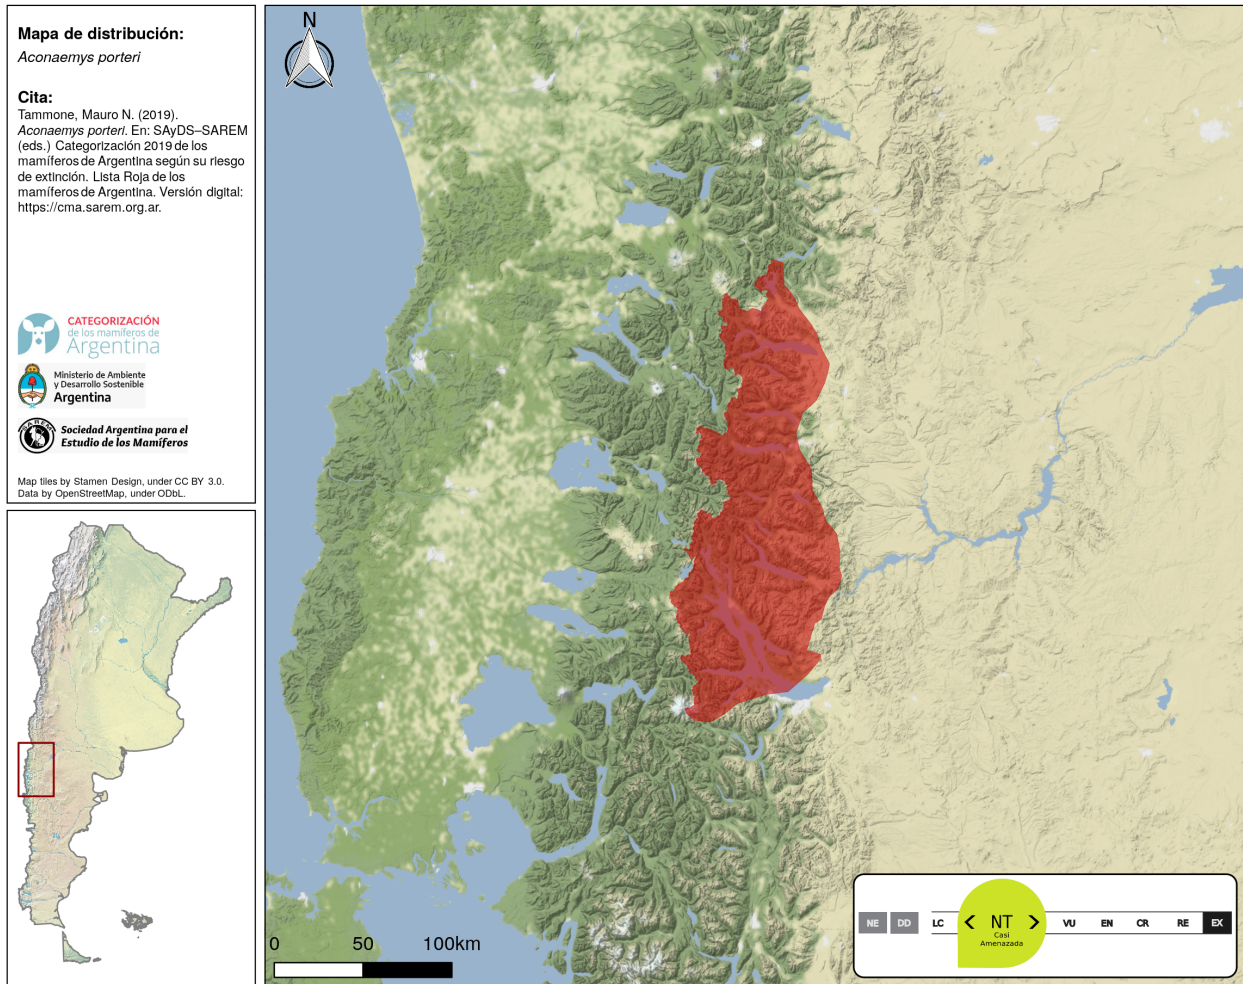 Mapa de distribución:
Aconaemys porteri
Cita:
Tammone, Mauro N. (2019).
Aconaemys porteri. En: SAyDS–SAREM
(eds.) Categorización 2019 de los
mamíferos de Argentina según su riesgo
de extinción. Lista Roja de los
mamíferos de Argentina. Versión digital:
https://cma.sarem.org.ar.
CATEGORIZACIÓN
de los mamíferos de
Argentina
Ministerio de Ambiente
y Desarrollo Sostenible
Argentina
SAREM
Sociedad Argentina para el
Estudio de los Mamíferos
Map tiles by Stamen Design, under CC BY 3.0.
Data by OpenStreetMap, under ODbL.
N
0 50 100km
NE DD LC < NT > VU EN CR RE EX
Casi
Amenazada